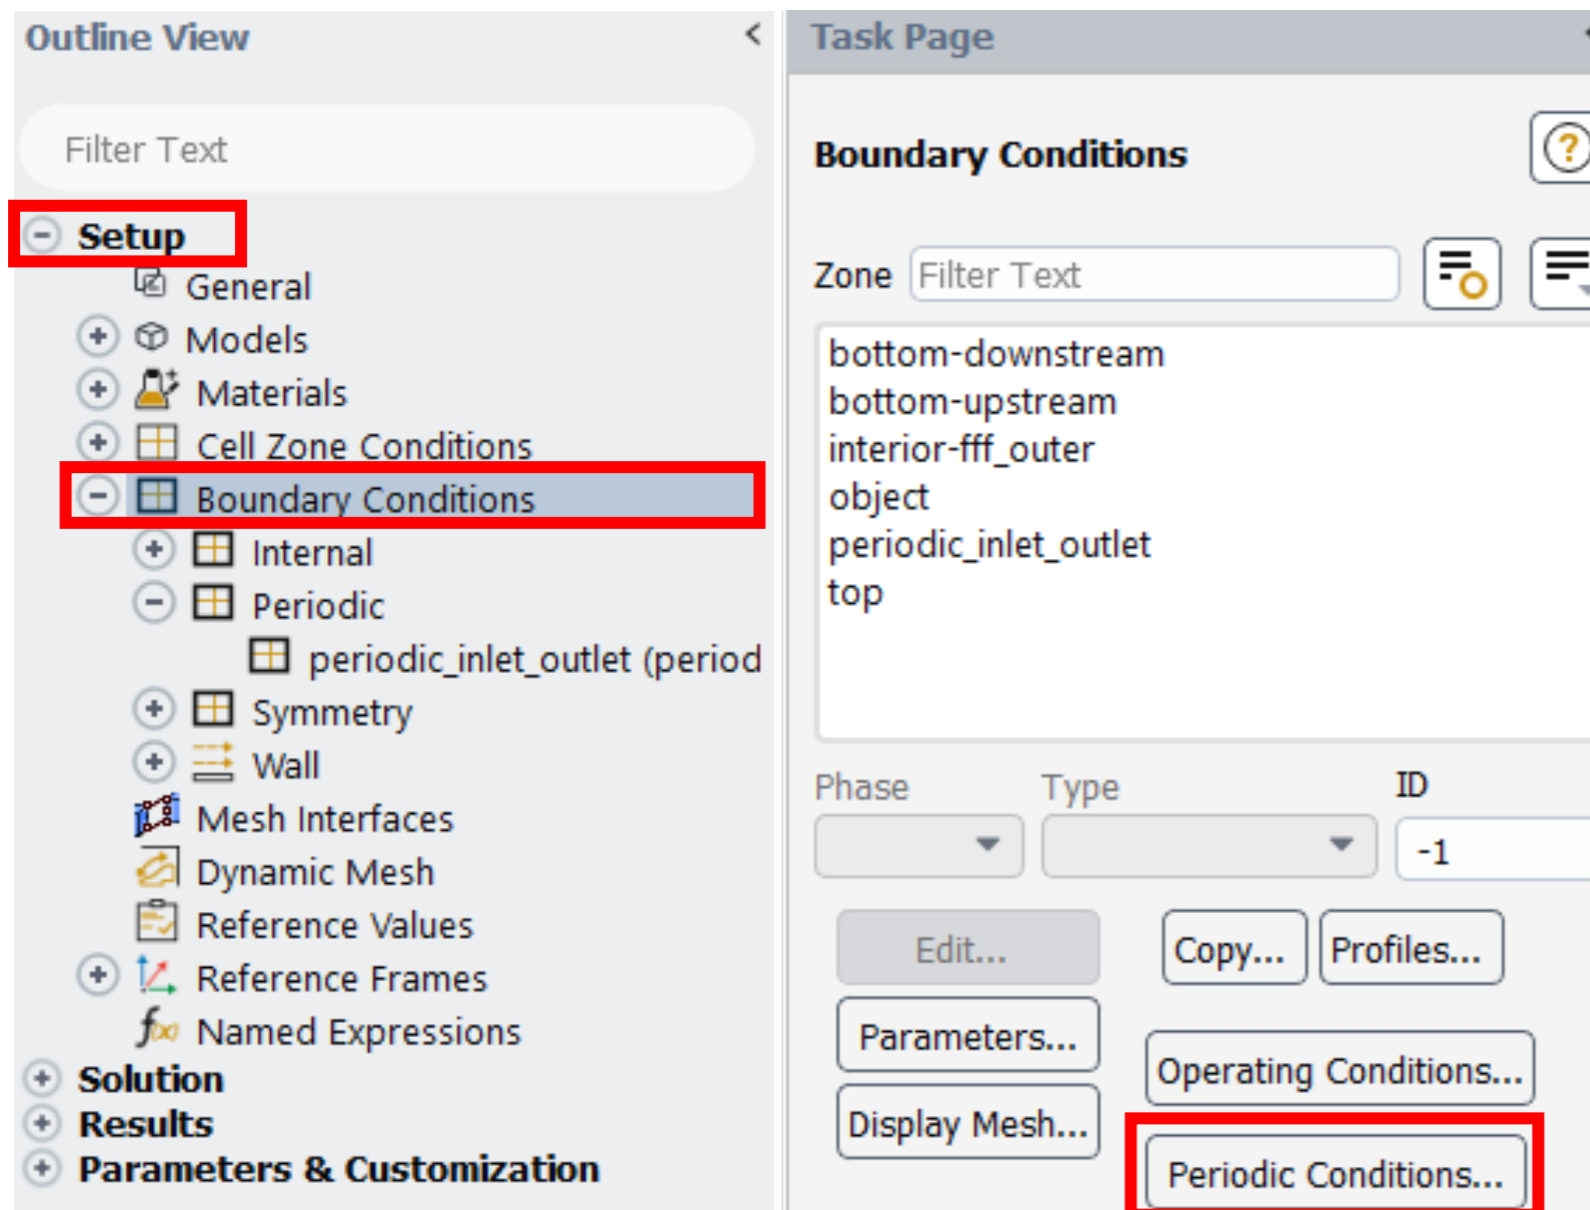 Outline View
Filter Text
Setup
General
Models
Materials
Cell Zone Conditions
Boundary Conditions
Internal
Periodic
periodic_inlet_outlet (period
Symmetry
Wall
Mesh Interfaces
Dynamic Mesh
Reference Values
Reference Frames
Named Expressions
Solution
Results
Parameters & Customization
Task Page
Boundary Conditions
Zone Filter Text
bottom-downstream
bottom-upstream
interior-fff_outer
object
periodic_inlet_outlet
top
Phase Type ID
-1
Edit... Copy... Profiles...
Parameters...
Operating Conditions...
Display Mesh...
Periodic Conditions...